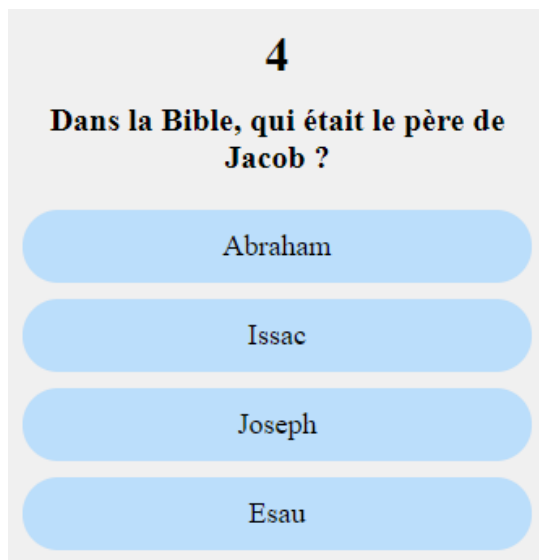 4
Dans la Bible, qui était le père de
Jacob ?
Abraham
Issac
Joseph
Esau